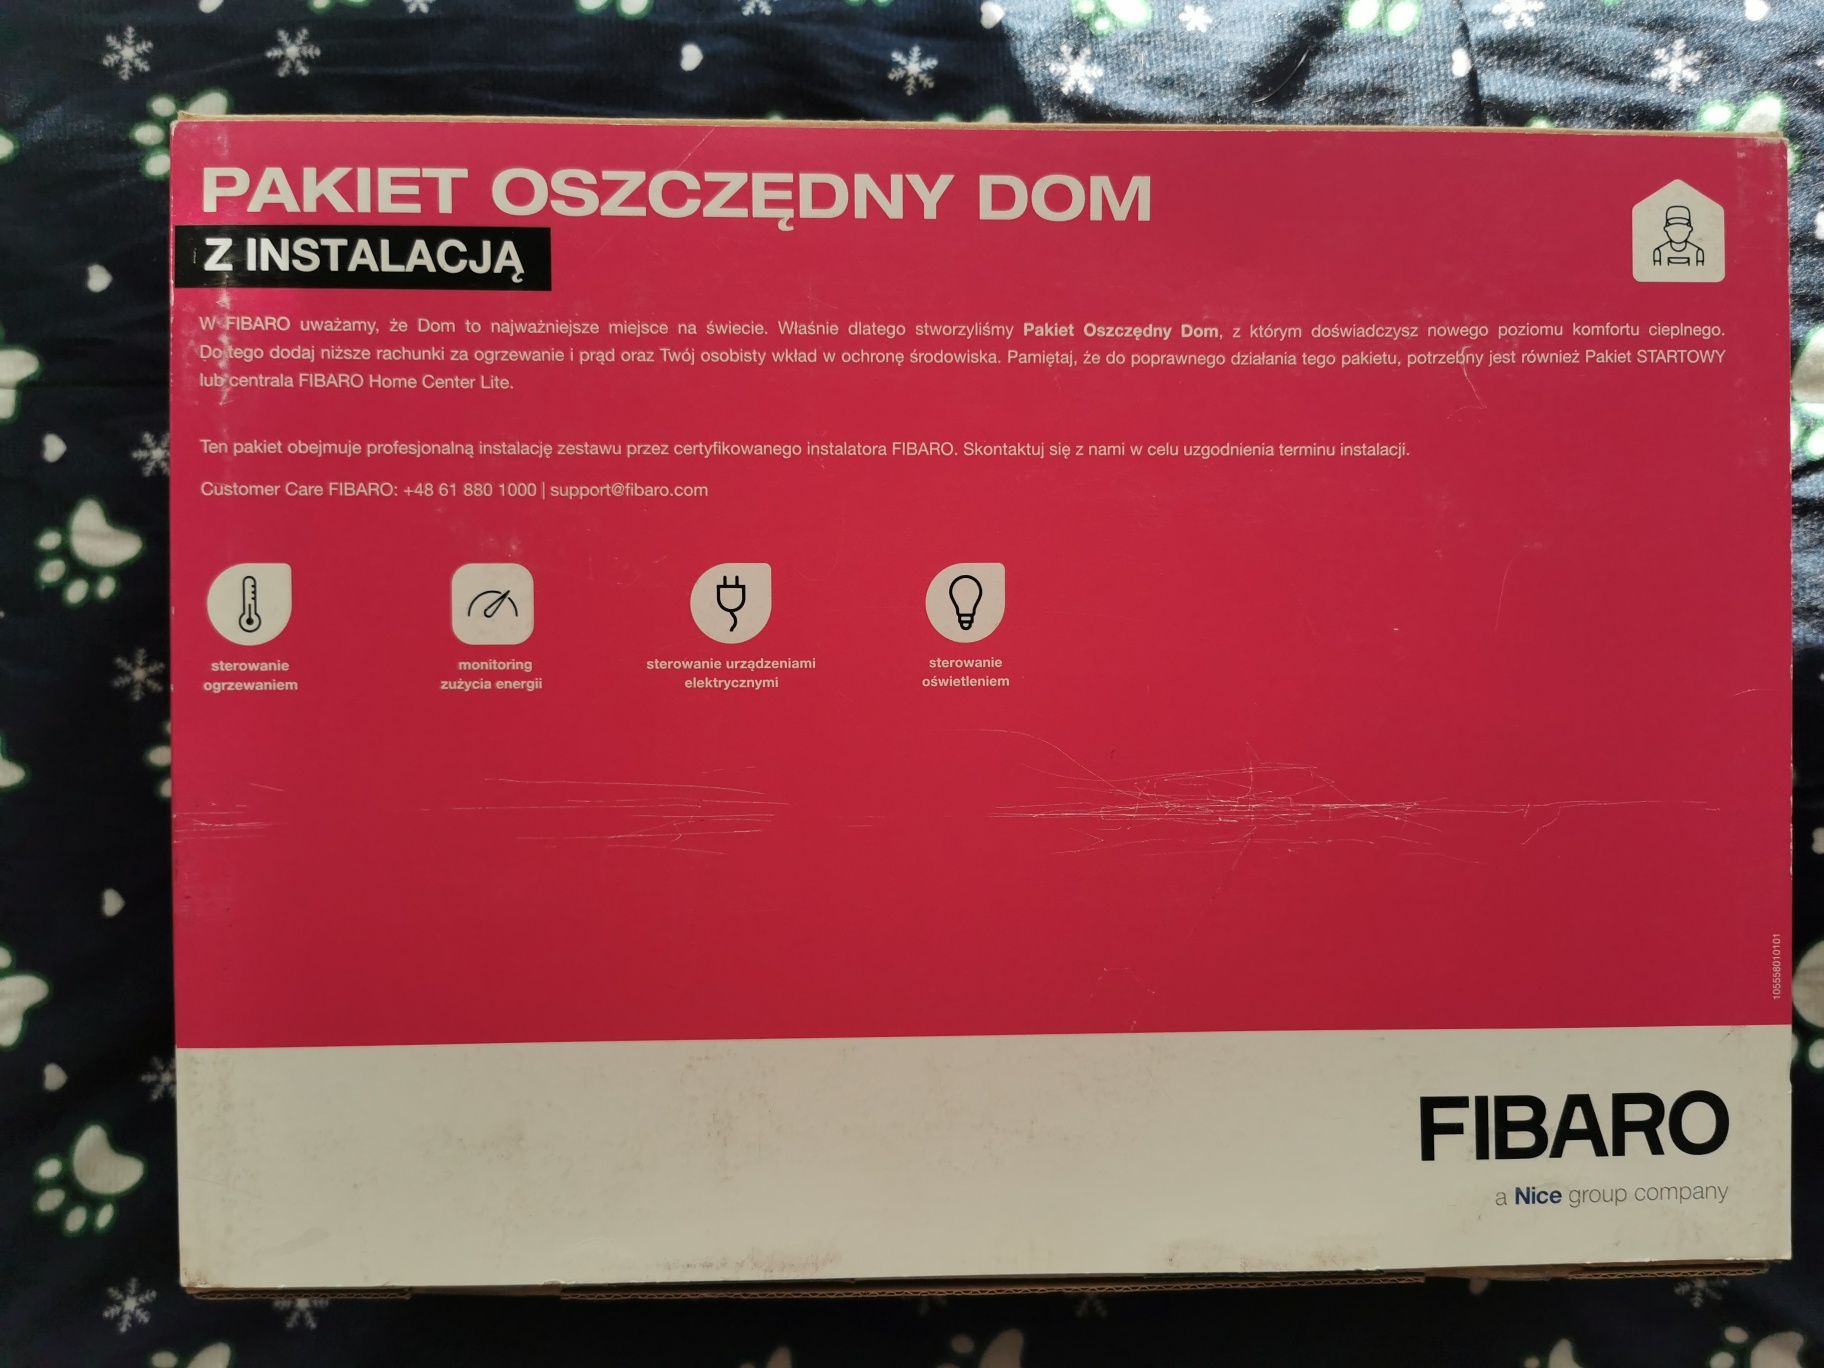 PAKIET OSZCZĘDNY DOM
Z INSTALACJĄ
W FIBARO uważamy, że Dom to najważniejsze miejsce na świecie. Właśnie dlatego stworzyliśmy Pakiet Oszczędny Dom, z którym doświadczysz nowego poziomu komfortu cieplnego.
Do tego dodaj niższe rachunki za ogrzewanie i prąd oraz Twój osobisty wkład w ochronę środowiska. Pamiętaj, że do poprawnego działania tego pakietu, potrzebny jest również Pakiet STARTOWY
lub centrala FIBARO Home Center Lite.
Ten pakiet obejmuje profesjonalną instalację zestawu przez certyfikowanego instalatora FIBARO. Skontaktuj się z nami w celu uzgodnienia terminu instalacji.
Customer Care FIBARO: +48 61 880 1000 | support@fibaro.com
sterowanie
ogrzewaniem
monitoring
zużycia energii
sterowanie urządzeniami
elektrycznymi
sterowanie
oświetleniem
105558010101
FIBARO
a Nice group company